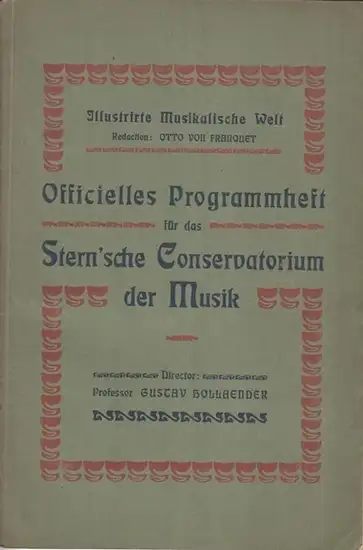 Illustrirte Musikalische Welt
Redaction: OTTO VON FRANQUET
Officielles Programmheft
für das
Stern'sche Conservatorium
der Musik
Director:
Professor GUSTAV HOLLAENDER